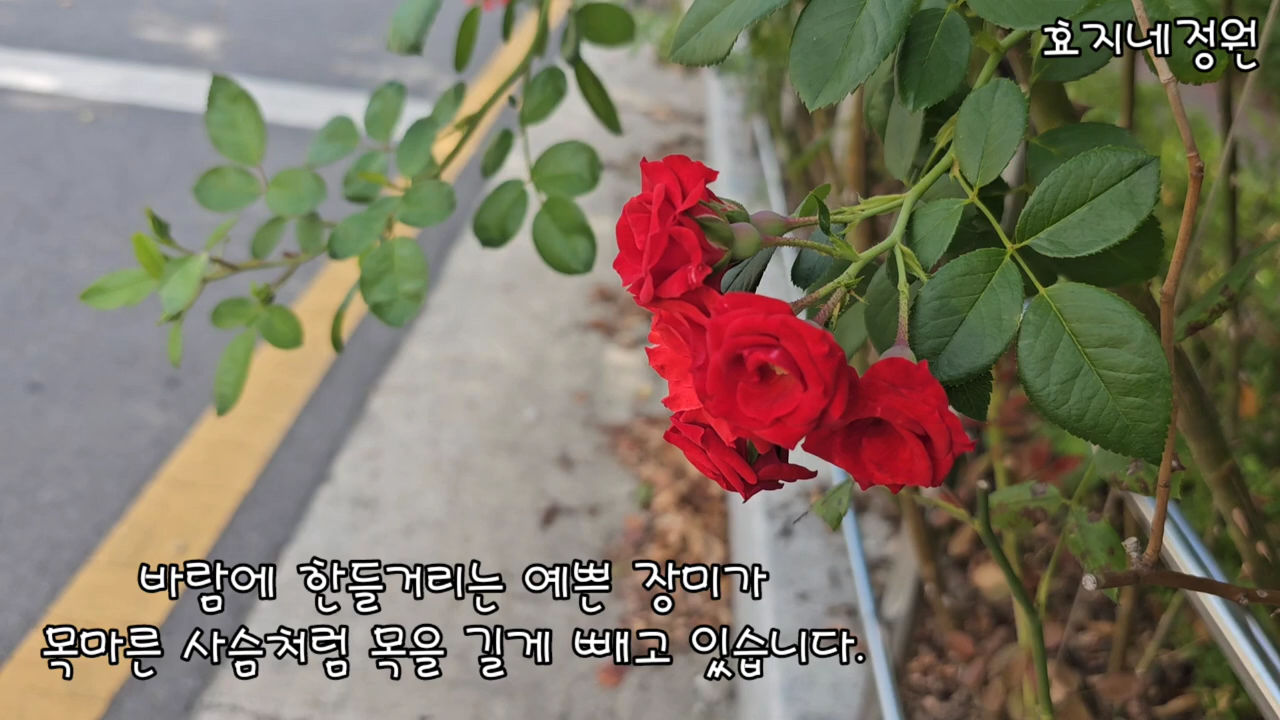 효지네정원
바람에 한들거리는 예쁜 장미가
목마른 사슴처럼 목을 길게 빼고 있습니다.